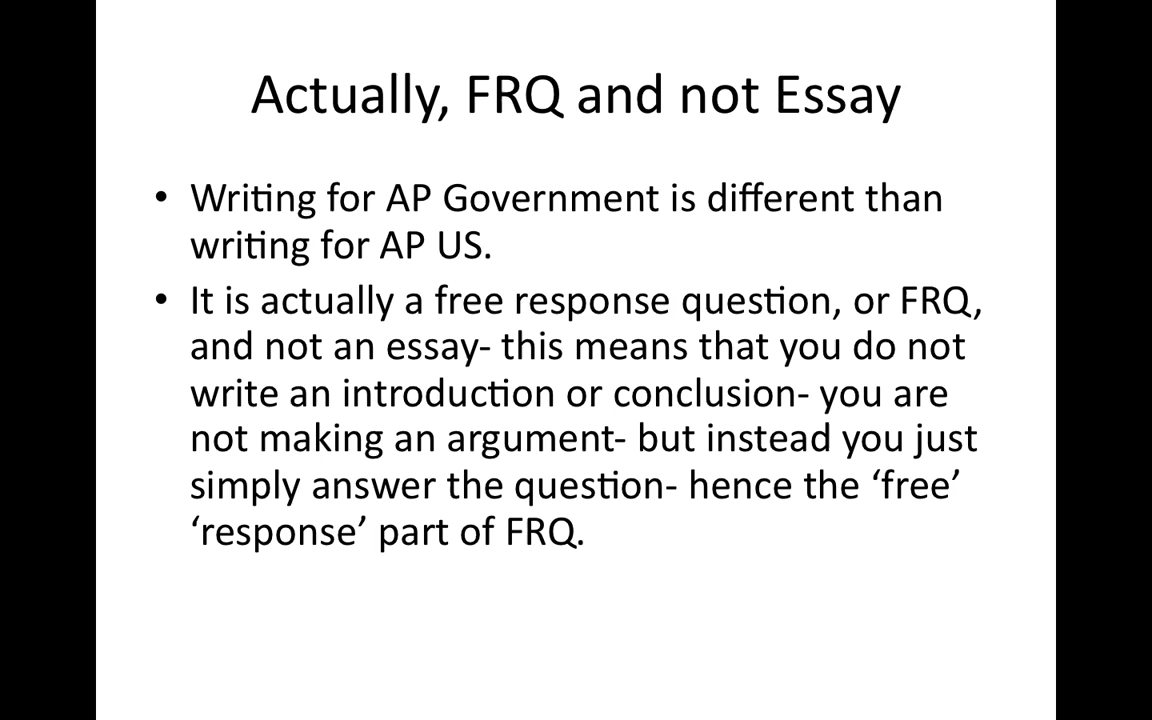 Actually, FRQ and not Essay
• Writing for AP Government is different than
writing for AP US.
• It is actually a free response question, or FRQ,
and not an essay- this means that you do not
write an introduction or conclusion- you are
not making an argument- but instead you just
simply answer the question- hence the ‘free’
‘response’ part of FRQ.